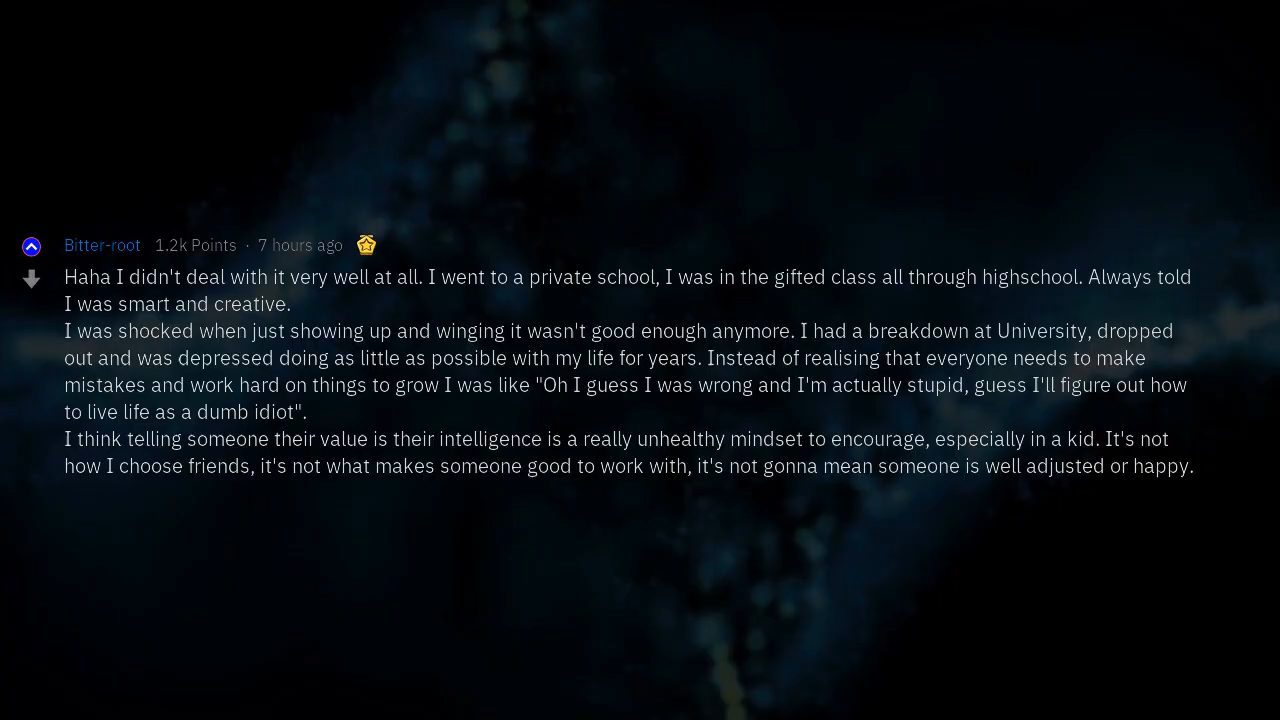 Bitter-root 1.2k Points · 7 hours ago
Haha I didn't deal with it very well at all. I went to a private school, I was in the gifted class all through highschool. Always told
I was smart and creative.
I was shocked when just showing up and winging it wasn't good enough anymore. I had a breakdown at University, dropped
out and was depressed doing as little as possible with my life for years. Instead of realising that everyone needs to make
mistakes and work hard on things to grow I was like "Oh I guess I was wrong and I'm actually stupid, guess I'll figure out how
to live life as a dumb idiot".
I think telling someone their value is their intelligence is a really unhealthy mindset to encourage, especially in a kid. It's not
how I choose friends, it's not what makes someone good to work with, it's not gonna mean someone is well adjusted or happy.